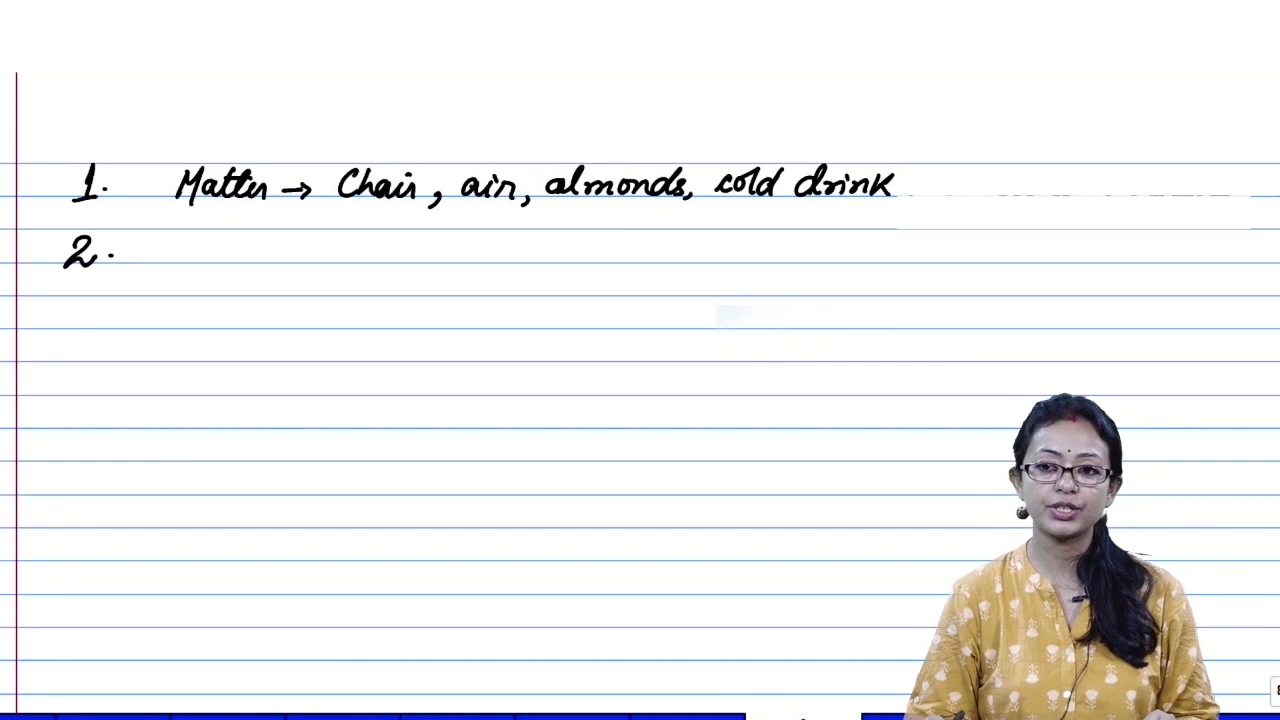 1. Matter → Chair, air, almonds, cold drink
2.